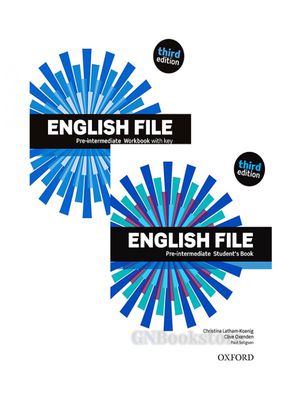 third
edition
ENGLISH FILE
Pre-intermediate Workbook with key
third
edition
ENGLISH FILE
Pre-intermediate Student's Book
GNBookstore
Christina Latham-Koenig
Clive Oxenden
Paul Seligson
OXFORD